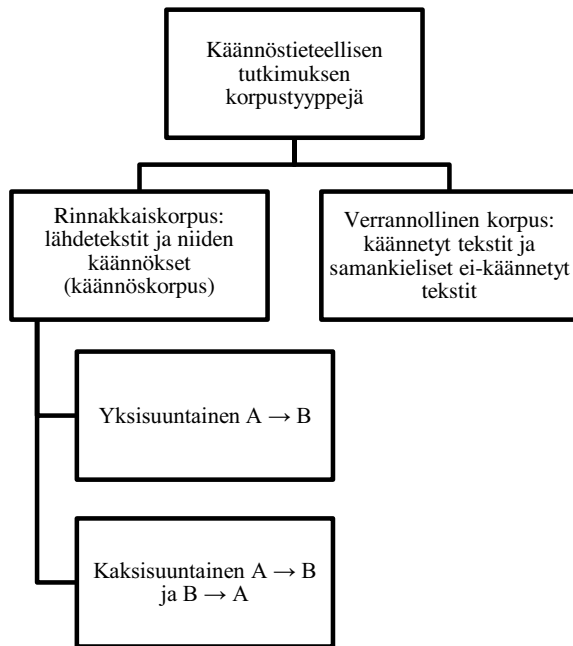 Käännöstieteellisen
tutkimuksen
korpustyyppejä
Rinnakkaiskorpus:
lähdetekstit ja niiden
käännökset
(käännöskorpus)
Verrannollinen korpus:
käännetyt tekstit ja
samankieliset ei-käännetyt
tekstit
Yksisuuntainen A → B
Kaksisuuntainen A → B
ja B → A